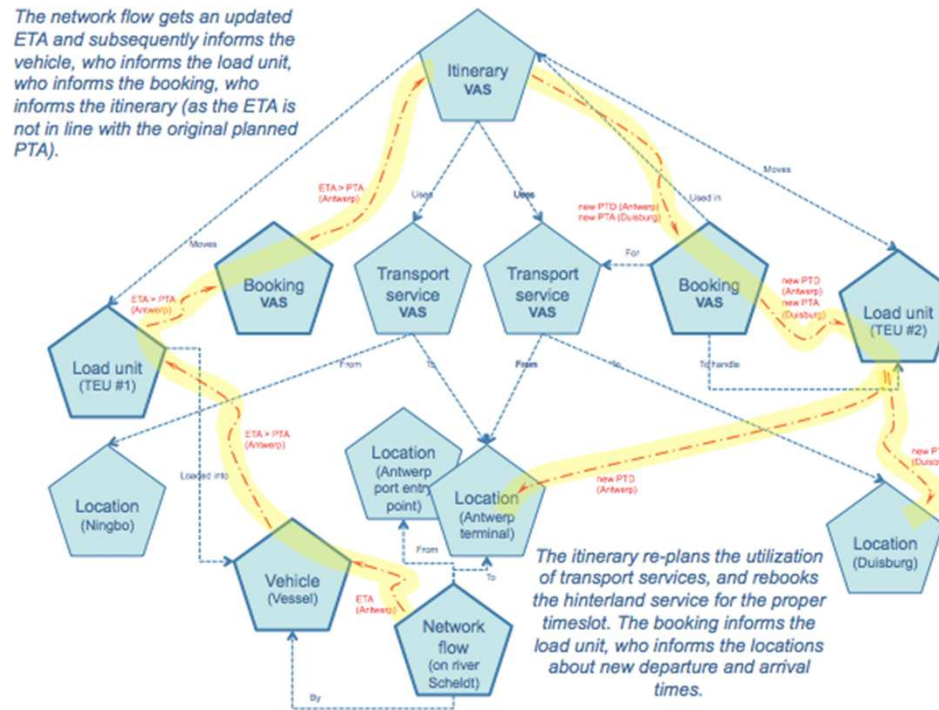 The network flow gets an updated
ETA and subsequently informs the
vehicle, who informs the load unit,
who informs the booking, who
informs the itinerary (as the ETA is
not in line with the original planned
PTA).
Itinerary
VAS
Moves
ETA > PTA
(Antwerp)
Uses
Uses
new PTD (Antwerp)
new PTA (Duisburg)
Used in
Moves
Booking
VAS
Transport
service
VAS
Transport
service
VAS
For
Booking
VAS
new PTD
(Antwerp)
new PTA
(Duisburg)
Load unit
(TEU #2)
ETA > PTA
(Antwerp)
Load unit
(TEU #1)
From
To
From
To
To handle
ETA > PTA
(Antwerp)
Loaded into
Location
(Ningbo)
Location
(Antwerp
port entry
point)
Location
(Antwerp
terminal)
new PTD
(Antwerp)
new PT
(Duisburg
Location
(Duisburg)
From
To
Vehicle
(Vessel)
ETA
(Antwerp)
Network
flow
(on river
Scheldt)
By
The itinerary re-plans the utilization
of transport services, and rebooks
the hinterland service for the proper
timeslot. The booking informs the
load unit, who informs the locations
about new departure and arrival
times.